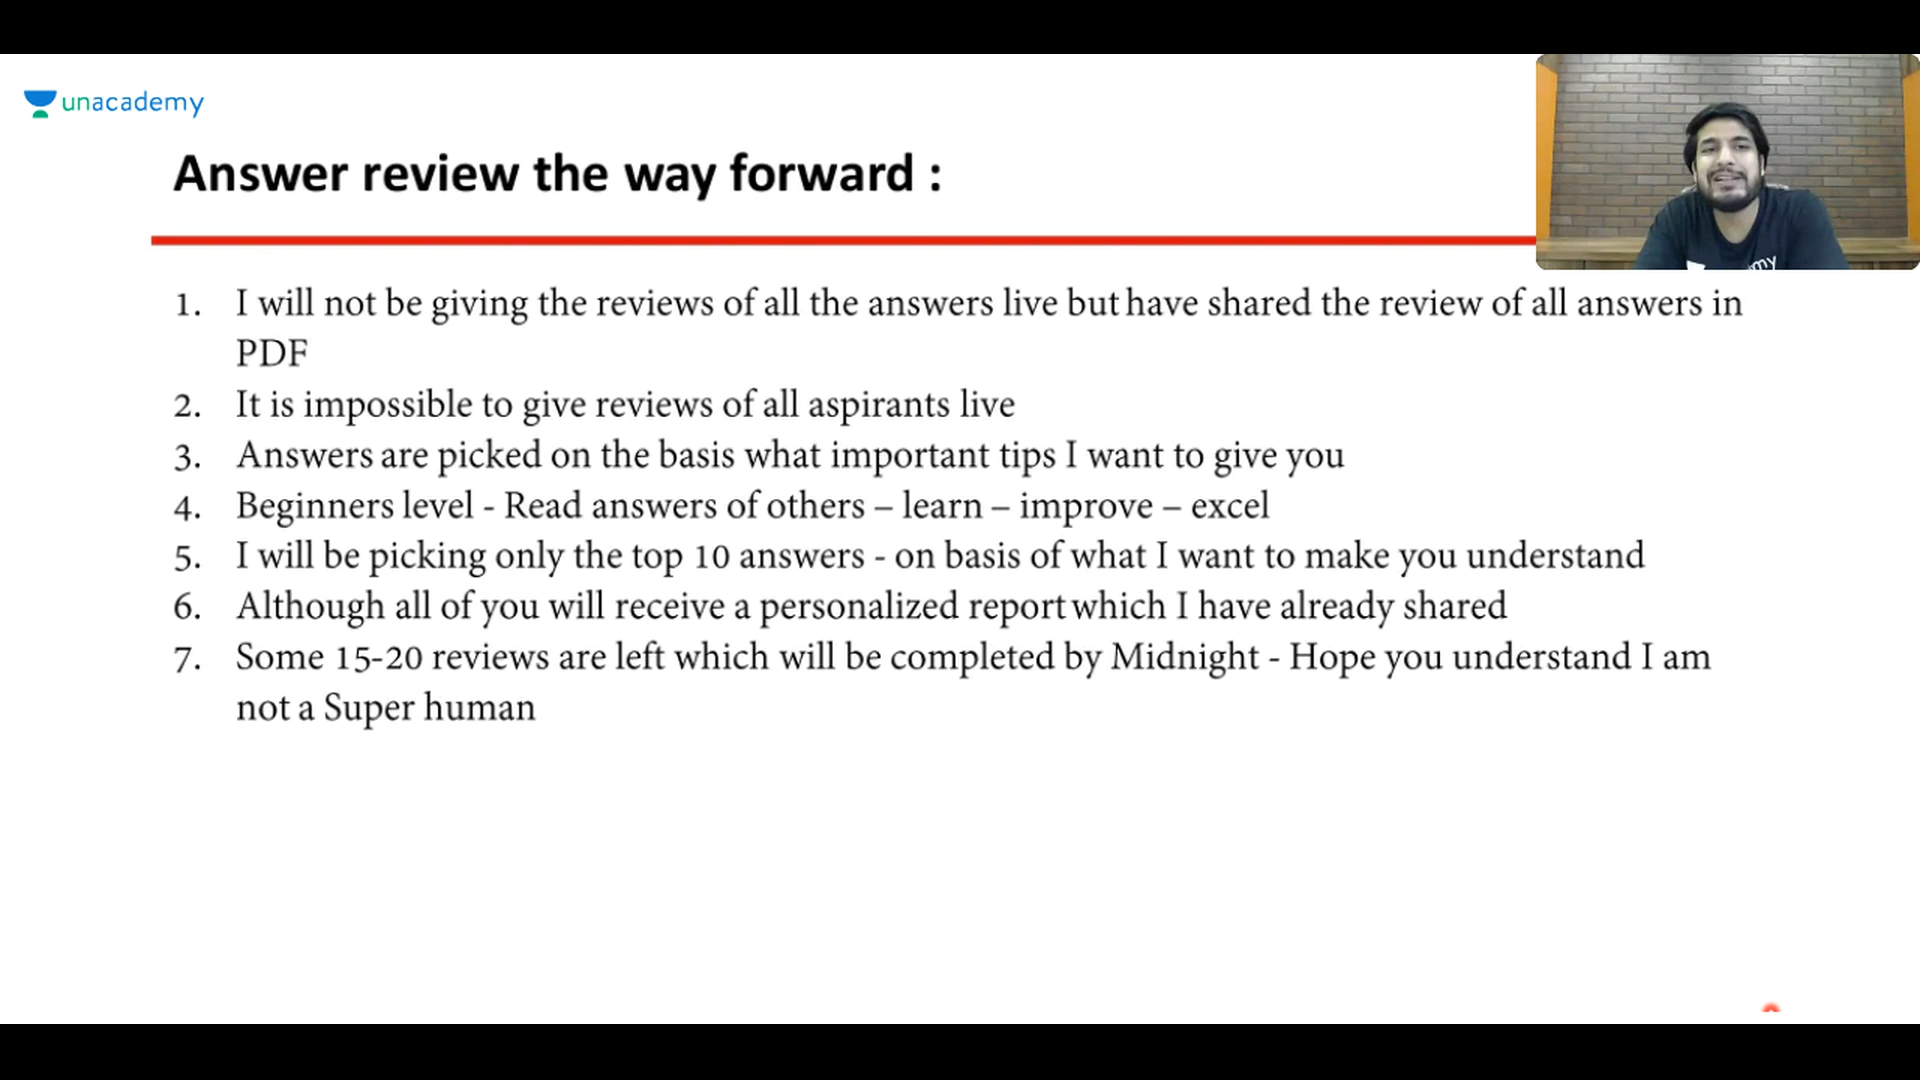 unacademy
Answer review the way forward :
1. I will not be giving the reviews of all the answers live but have shared the review of all answers in
PDF
2. It is impossible to give reviews of all aspirants live
3. Answers are picked on the basis what important tips I want to give you
4. Beginners level - Read answers of others – learn – improve – excel
5. I will be picking only the top 10 answers - on basis of what I want to make you understand
6. Although all of you will receive a personalized report which I have already shared
7. Some 15-20 reviews are left which will be completed by Midnight - Hope you understand I am
not a Super human